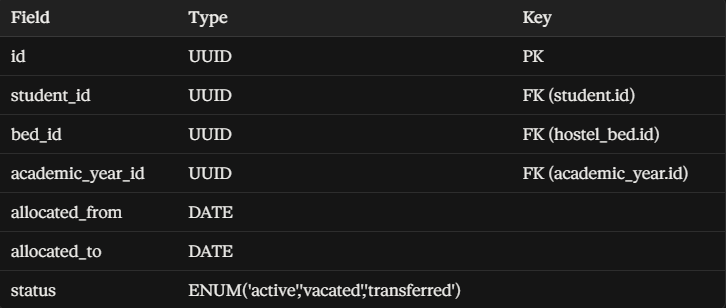 Field Type Key
id UUID PK
student_id UUID FK (student.id)
bed_id UUID FK (hostel_bed.id)
academic_year_id UUID FK (academic_year.id)
allocated_from DATE
allocated_to DATE
status ENUM('active','vacated','transferred')